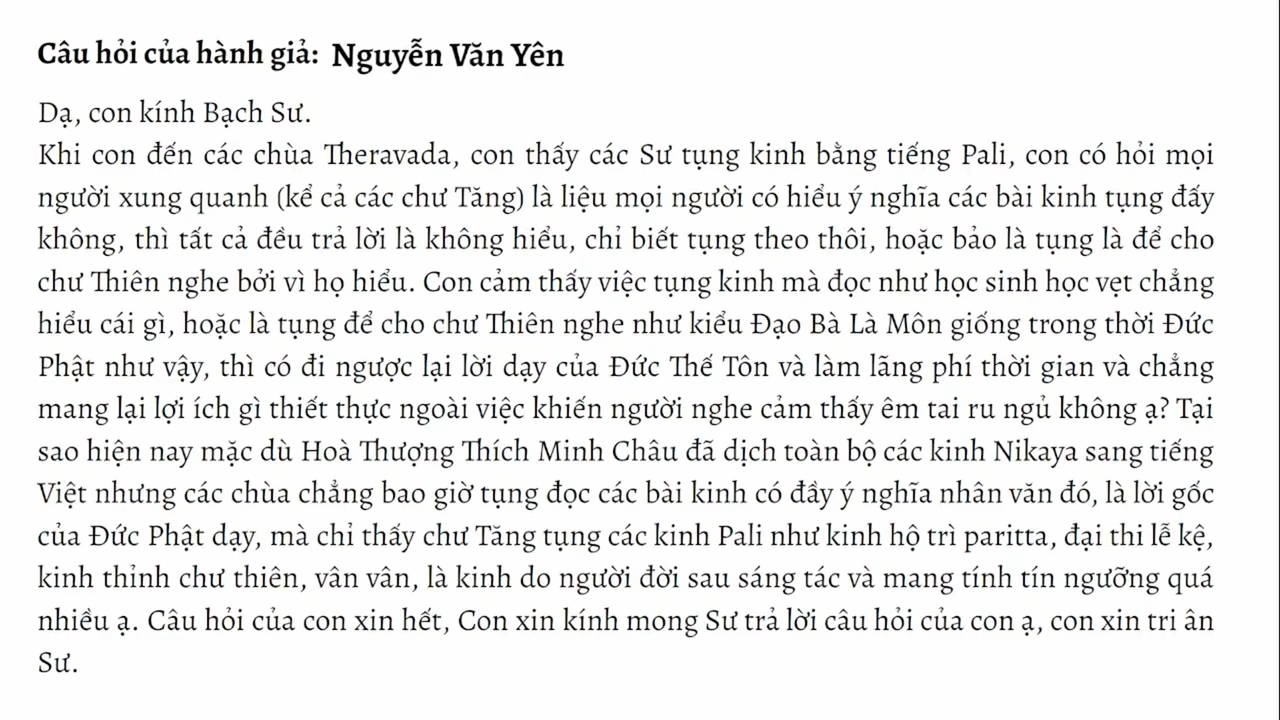 Câu hỏi của hành giả: Nguyễn Văn Yên
Dạ, con kính Bạch Sư.
Khi con đến các chùa Theravada, con thấy các Sư tụng kinh bằng tiếng Pali, con có hỏi mọi
người xung quanh (kể cả các chư Tăng) là liệu mọi người có hiểu ý nghĩa các bài kinh tụng đấy
không, thì tất cả đều trả lời là không hiểu, chỉ biết tụng theo thôi, hoặc bảo là tụng là để cho
chư Thiên nghe bởi vì họ hiểu. Con cảm thấy việc tụng kinh mà đọc như học sinh học vẹt chẳng
hiểu cái gì, hoặc là tụng để cho chư Thiên nghe như kiểu Đạo Bà La Môn giống trong thời Đức
Phật như vậy, thì có đi ngược lại lời dạy của Đức Thế Tôn và làm lãng phí thời gian và chẳng
mang lại lợi ích gì thiết thực ngoài việc khiến người nghe cảm thấy êm tai ru ngủ không ạ? Tại
sao hiện nay mặc dù Hoà Thượng Thích Minh Châu đã dịch toàn bộ các kinh Nikaya sang tiếng
Việt nhưng các chùa chẳng bao giờ tụng đọc các bài kinh có đầy ý nghĩa nhân văn đó, là lời gốc
của Đức Phật dạy, mà chỉ thấy chư Tăng tụng các kinh Pali như kinh hộ trì paritta, đại thi lễ kệ,
kinh thỉnh chư thiên, vân vân, là kinh do người đời sau sáng tác và mang tính tín ngưỡng quá
nhiều ạ. Câu hỏi của con xin hết, Con xin kính mong Sư trả lời câu hỏi của con ạ, con xin tri ân
Sư.